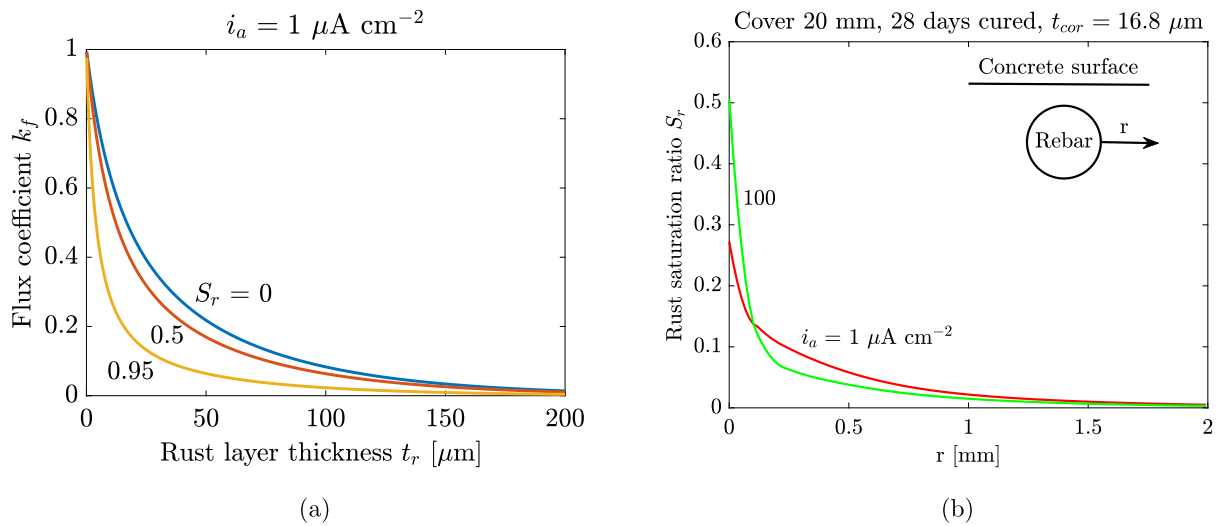 i_a = 1 μA cm⁻²
Flux coefficient k_f
1
0.8
0.6
0.4
0.2
0
S_r = 0
0.5
0.95
0 50 100 150 200
Rust layer thickness t_r [μm]
(a)
Cover 20 mm, 28 days cured, t_cor = 16.8 μm
Rust saturation ratio S_r
0.6
0.5
0.4
0.3
0.2
0.1
0
Concrete surface
Rebar
r
100
i_a = 1 μA cm⁻²
0 0.5 1 1.5 2
r [mm]
(b)